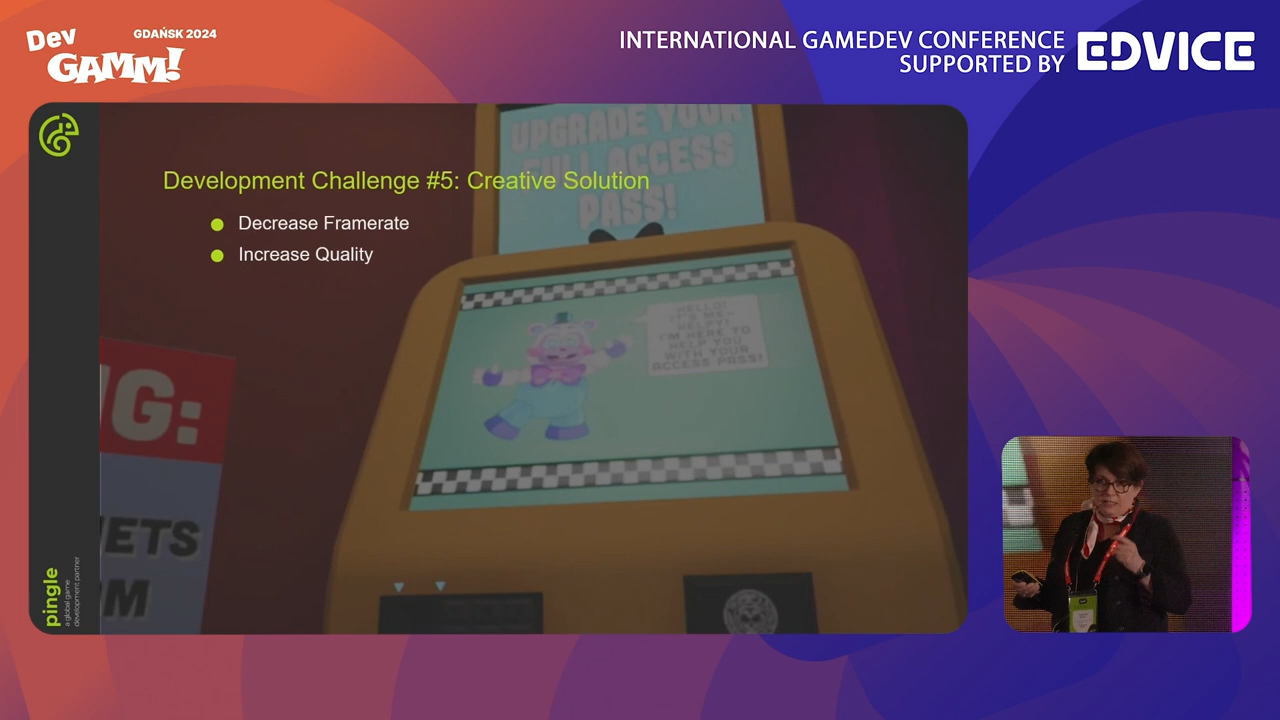 Dev
GAMM!
GDAŃSK 2024
INTERNATIONAL GAMEDEV CONFERENCE
SUPPORTED BY
EDVICE
UPGRADE YOUR
FULL ACCESS
PASS!
Development Challenge #5: Creative Solution
Decrease Framerate
Increase Quality
HELLO!
IT'S ME-
HELPY!
I'M HERE TO
HELP YOU
WITH YOUR
ACCESS PASS!
G:
ETS
M
pingle
a global game
development partner